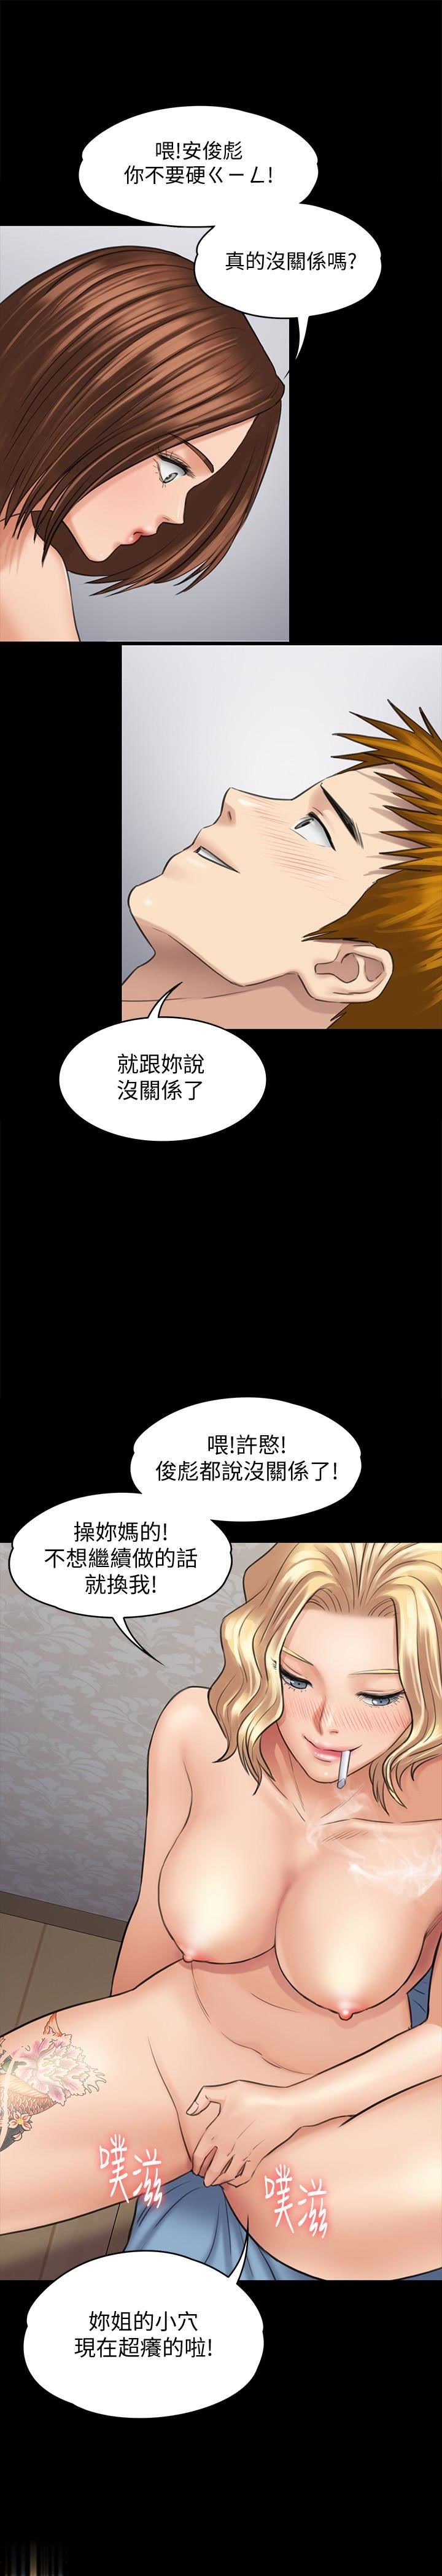 喂!安俊彪
你不要硬ㄍㄧㄥ!
真的沒關係嗎?
就跟妳說
沒關係了
喂!許愍!
俊彪都說沒關係了!
操妳媽的!
不想繼續做的話
就換我!
噗滋
噗滋
妳姐的小穴
現在超癢的啦!